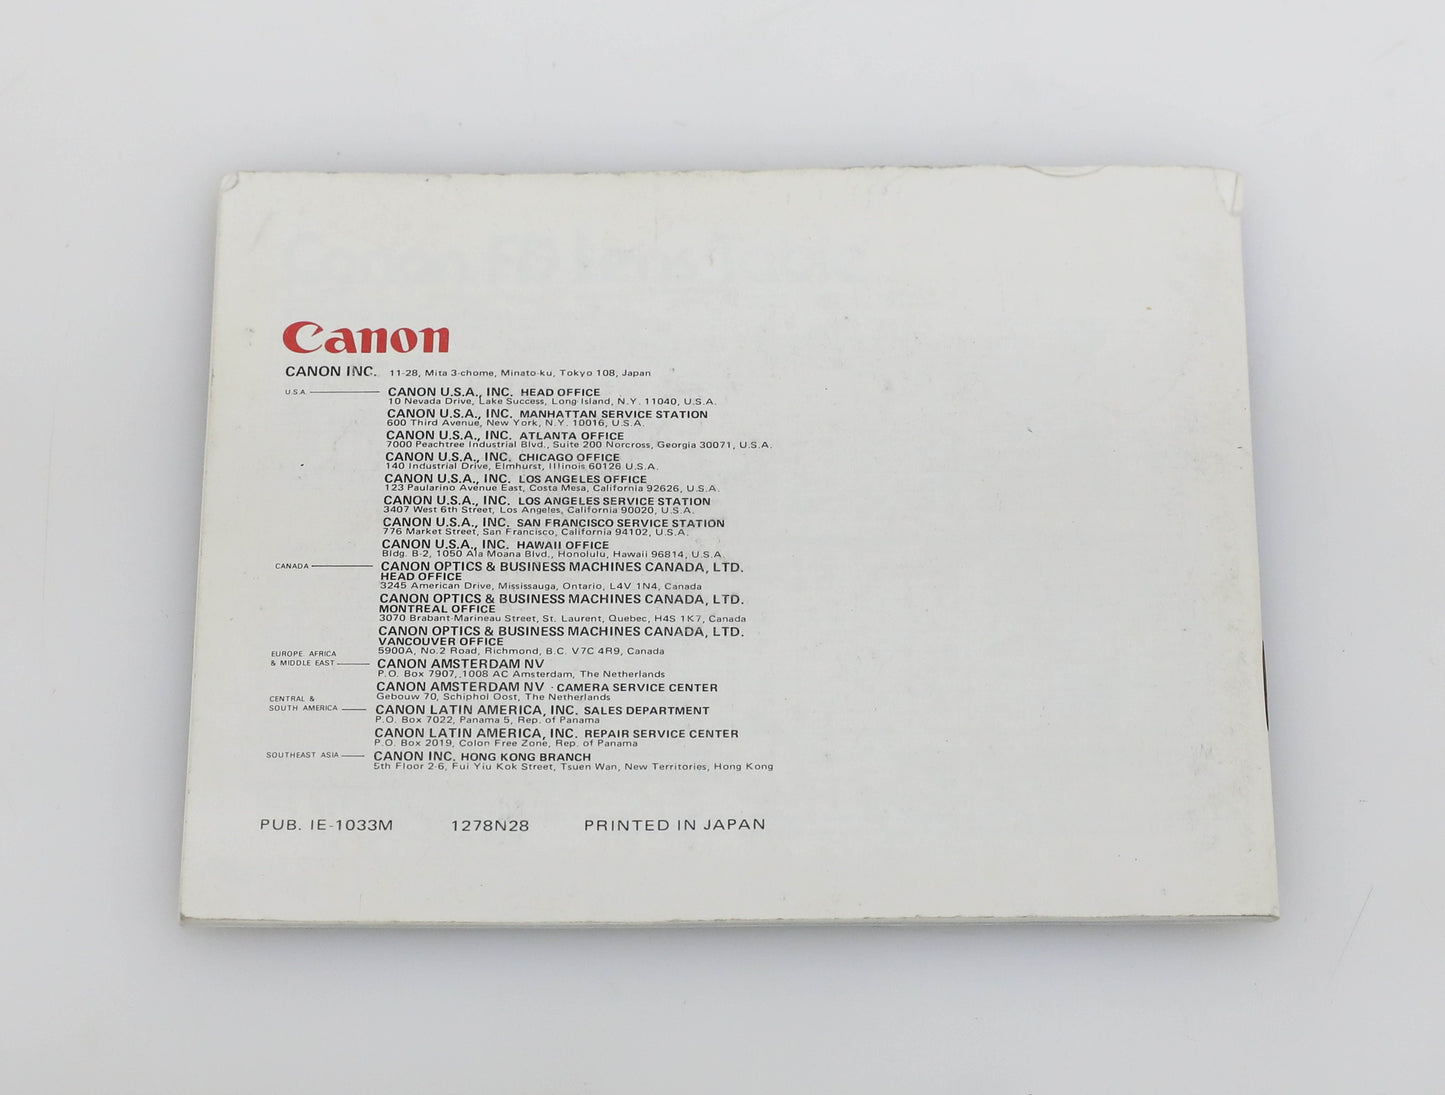 Canon
CANON INC. 11-28, Mita 3-chome, Minato-ku, Tokyo 108, Japan
U.S.A. CANON U.S.A., INC. HEAD OFFICE
10 Nevada Drive, Lake Success, Long Island, N.Y. 11040, U.S.A.
CANON U.S.A., INC. MANHATTAN SERVICE STATION
600 Third Avenue, New York, N.Y. 10016, U.S.A.
CANON U.S.A., INC. ATLANTA OFFICE
7000 Peachtree Industrial Blvd., Suite 200 Norcross, Georgia 30071, U.S.A.
CANON U.S.A., INC. CHICAGO OFFICE
140 Industrial Drive, Elmhurst, Illinois 60126 U.S.A.
CANON U.S.A., INC. LOS ANGELES OFFICE
123 Paularino Avenue East, Costa Mesa, California 92626, U.S.A.
CANON U.S.A., INC. LOS ANGELES SERVICE STATION
3407 West 6th Street, Los Angeles, California 90020, U.S.A.
CANON U.S.A., INC. SAN FRANCISCO SERVICE STATION
776 Market Street, San Francisco, California 94102, U.S.A.
CANON U.S.A., INC. HAWAII OFFICE
Bldg. B-2, 1050 Ala Moana Blvd., Honolulu, Hawaii 96814, U.S.A.
CANADA CANON OPTICS & BUSINESS MACHINES CANADA, LTD.
HEAD OFFICE
3245 American Drive, Mississauga, Ontario, L4V 1N4, Canada
CANON OPTICS & BUSINESS MACHINES CANADA, LTD.
MONTREAL OFFICE
3070 Brabant-Marineau Street, St. Laurent, Quebec, H4S 1K7, Canada
CANON OPTICS & BUSINESS MACHINES CANADA, LTD.
VANCOUVER OFFICE
5900A, No.2 Road, Richmond, B.C. V7C 4R9, Canada
EUROPE, AFRICA
& MIDDLE EAST CANON AMSTERDAM NV
P.O. Box 7907, 1008 AC Amsterdam, The Netherlands
CANON AMSTERDAM NV - CAMERA SERVICE CENTER
Gebouw 70, Schiphol Oost, The Netherlands
CENTRAL &
SOUTH AMERICA CANON LATIN AMERICA, INC. SALES DEPARTMENT
P.O. Box 7022, Panama 5, Rep. of Panama
CANON LATIN AMERICA, INC. REPAIR SERVICE CENTER
P.O. Box 2019, Colon Free Zone, Rep. of Panama
SOUTHEAST ASIA CANON INC. HONG KONG BRANCH
5th Floor 2-6, Fui Yiu Kok Street, Tsuen Wan, New Territories, Hong Kong
PUB. IE-1033M 1278N28 PRINTED IN JAPAN